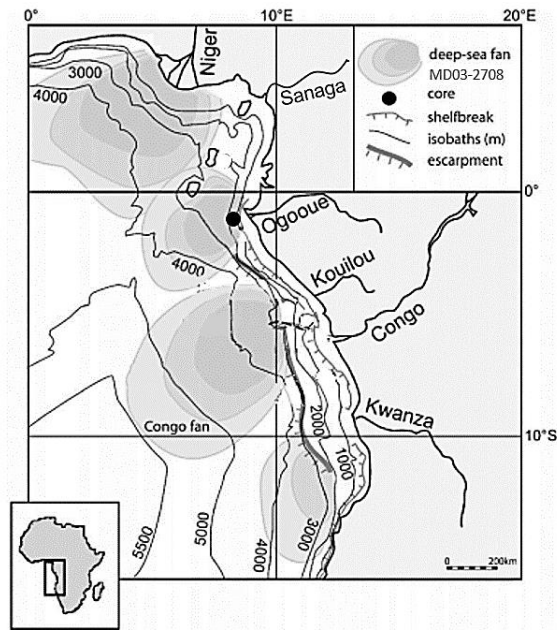 0°
10°E
20°E
Niger
3000
4000
Sanaga
deep-sea fan
MD03-2708
core
shelfbreak
isobaths (m)
escarpment
0°
Ogooue
4000
Kouilou
Congo
Congo fan
Kwanza
2000
1000
10°S
5500
5000
4000
3000
0 200km